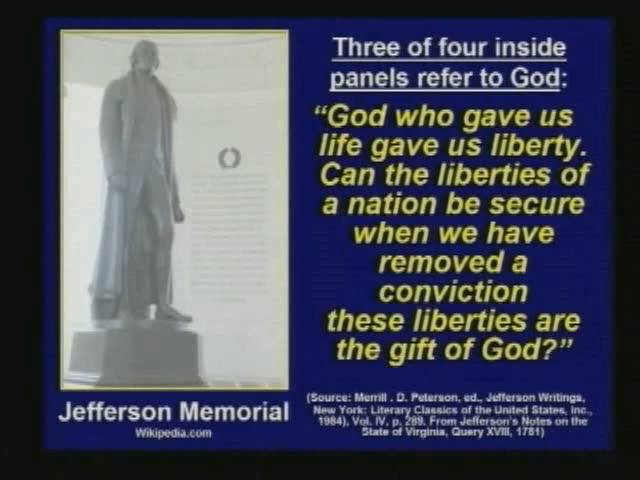 Three of four inside
panels refer to God:
“God who gave us
life gave us liberty.
Can the liberties of
a nation be secure
when we have
removed a
conviction
these liberties are
the gift of God?”
(Source: Merrill . D. Peterson, ed., Jefferson Writings,
New York: Literary Classics of the United States, Inc.,
1984), Vol. IV, p. 289. From Jefferson's Notes on the
State of Virginia, Query XVIII, 1781)
Jefferson Memorial
Wikipedia.com